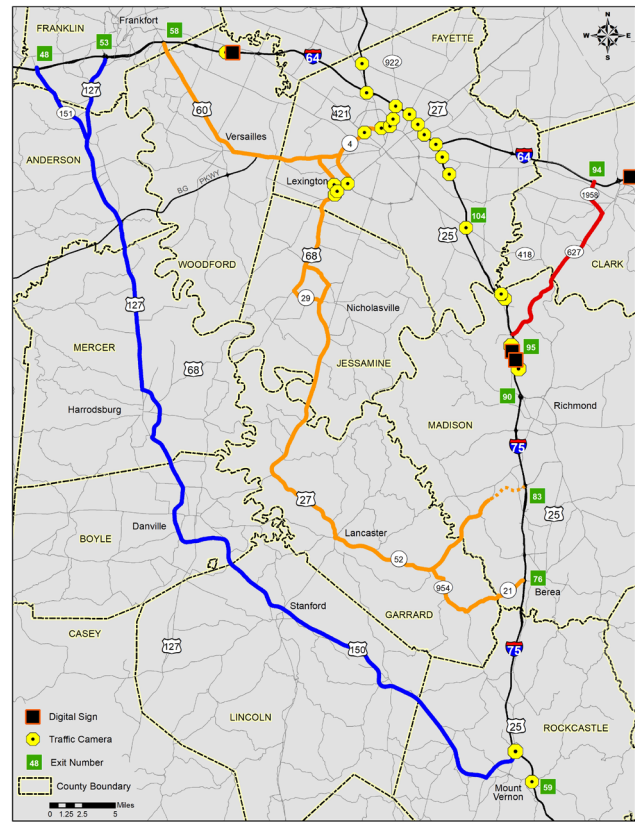 FRANKLIN
Frankfort
58
53
48
64
FAYETTE
N
W
E
S
922
127
151
60
421
27
Versailles
4
ANDERSON
64
94
BG PKWY
Lexington
1958
104
25
WOODFORD
68
418
627
CLARK
29
Nicholasville
127
MERCER
68
JESSAMINE
95
Harrodsburg
90
Richmond
MADISON
75
83
27
25
Danville
Lancaster
BOYLE
52
76
954
21
Berea
Stanford
GARRARD
CASEY
127
150
75
LINCOLN
25
ROCKCASTLE
Digital Sign
Traffic Camera
48 Exit Number
County Boundary
Miles
0 1.25 2.5 5
Mount
Vernon
59